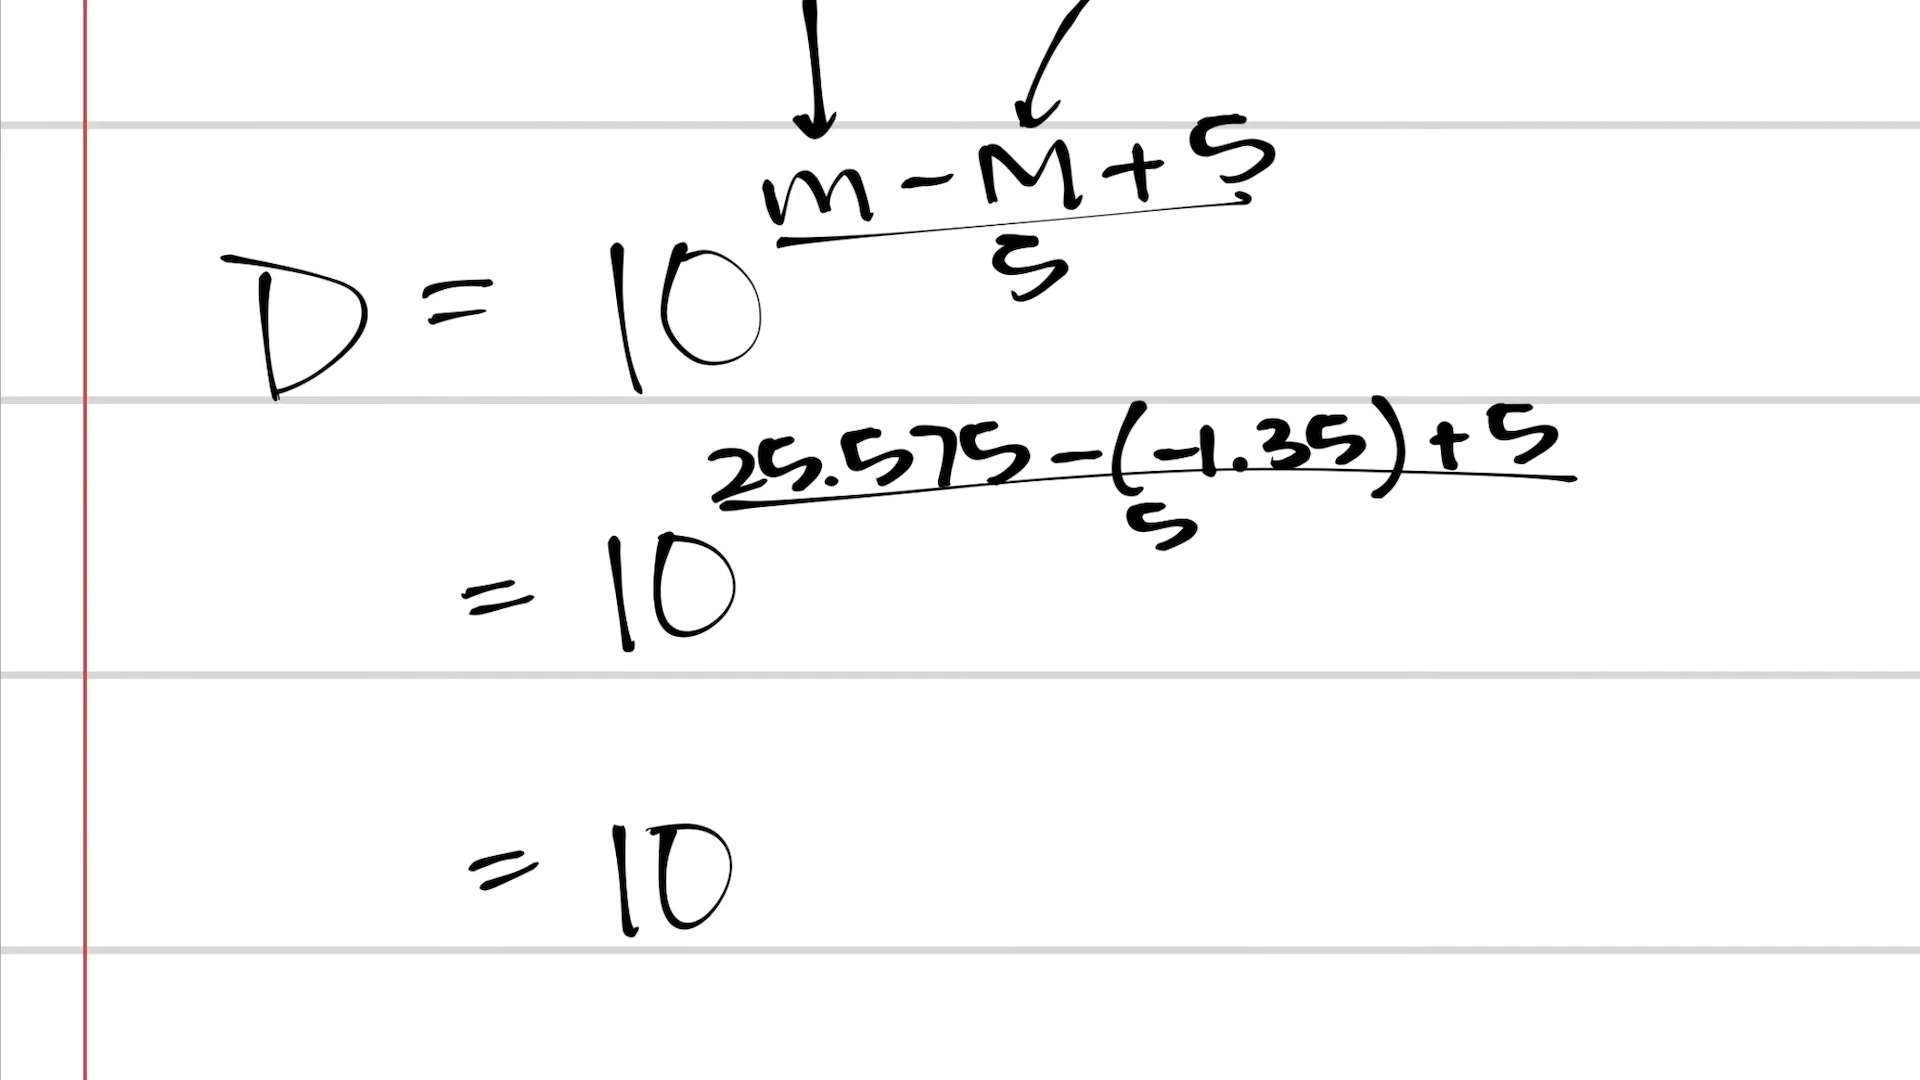 D = 10^((m - M + 5)/5)
= 10^((25.575 - (-1.35) + 5)/5)
= 10